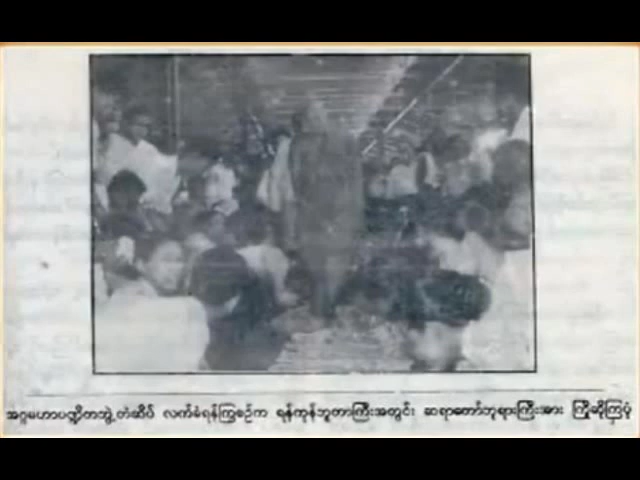 အဂ္ဂမဟာပဏ္ဍိတဘွဲ့တံဆိပ် လက်ခံရန်ကြွစဉ်က ရန်ကုန်ဘူတာကြီးအတွင်း ဆရာတော်ဘုရားကြီးအား ကြိုဆိုကြပုံ